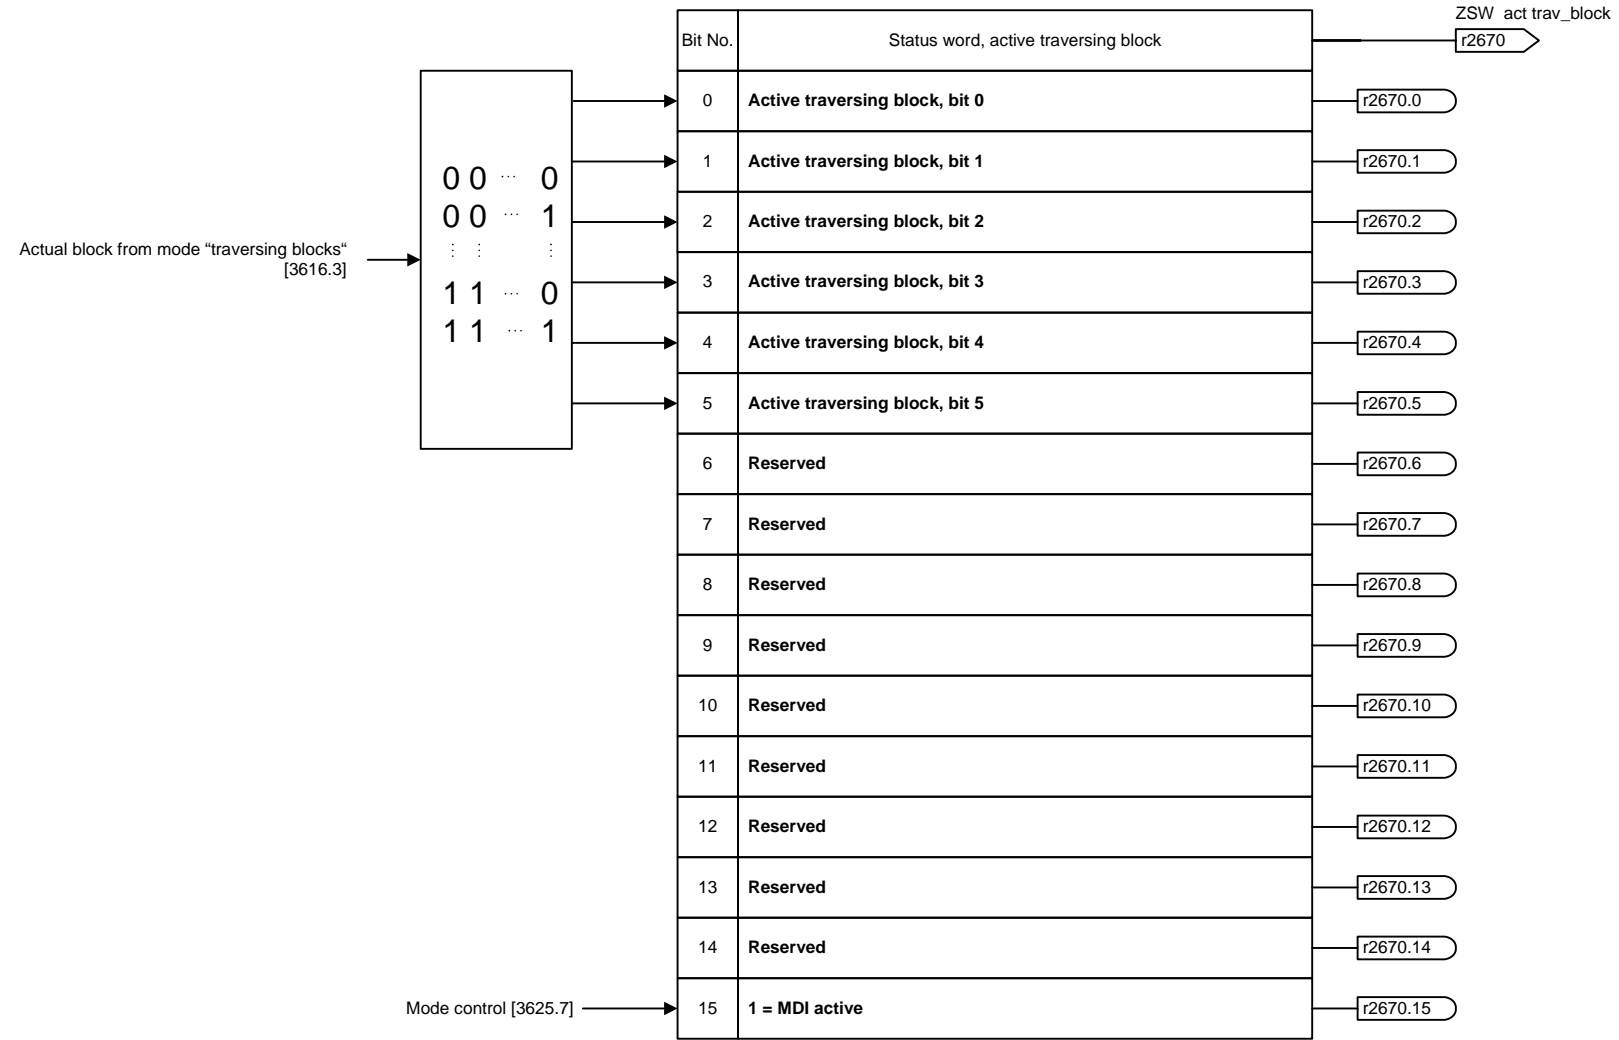 ZSW act trav_block
Bit No. Status word, active traversing block r2670
0 Active traversing block, bit 0 r2670.0
1 Active traversing block, bit 1 r2670.1
2 Active traversing block, bit 2 r2670.2
3 Active traversing block, bit 3 r2670.3
4 Active traversing block, bit 4 r2670.4
5 Active traversing block, bit 5 r2670.5
6 Reserved r2670.6
7 Reserved r2670.7
8 Reserved r2670.8
9 Reserved r2670.9
10 Reserved r2670.10
11 Reserved r2670.11
12 Reserved r2670.12
13 Reserved r2670.13
14 Reserved r2670.14
15 1 = MDI active r2670.15
Actual block from mode “traversing blocks“
[3616.3]
0 0 ... 0
0 0 ... 1
⋮ ⋮ ⋮
1 1 ... 0
1 1 ... 1
Mode control [3625.7]